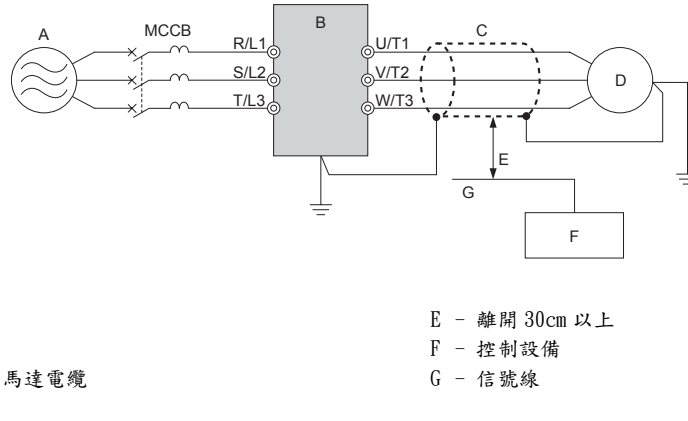 A
MCCB
B
C
D
R/L1
U/T1
S/L2
V/T2
T/L3
W/T3
E
G
F
E - 離開 30cm 以上
F - 控制設備
馬達電纜
G - 信號線